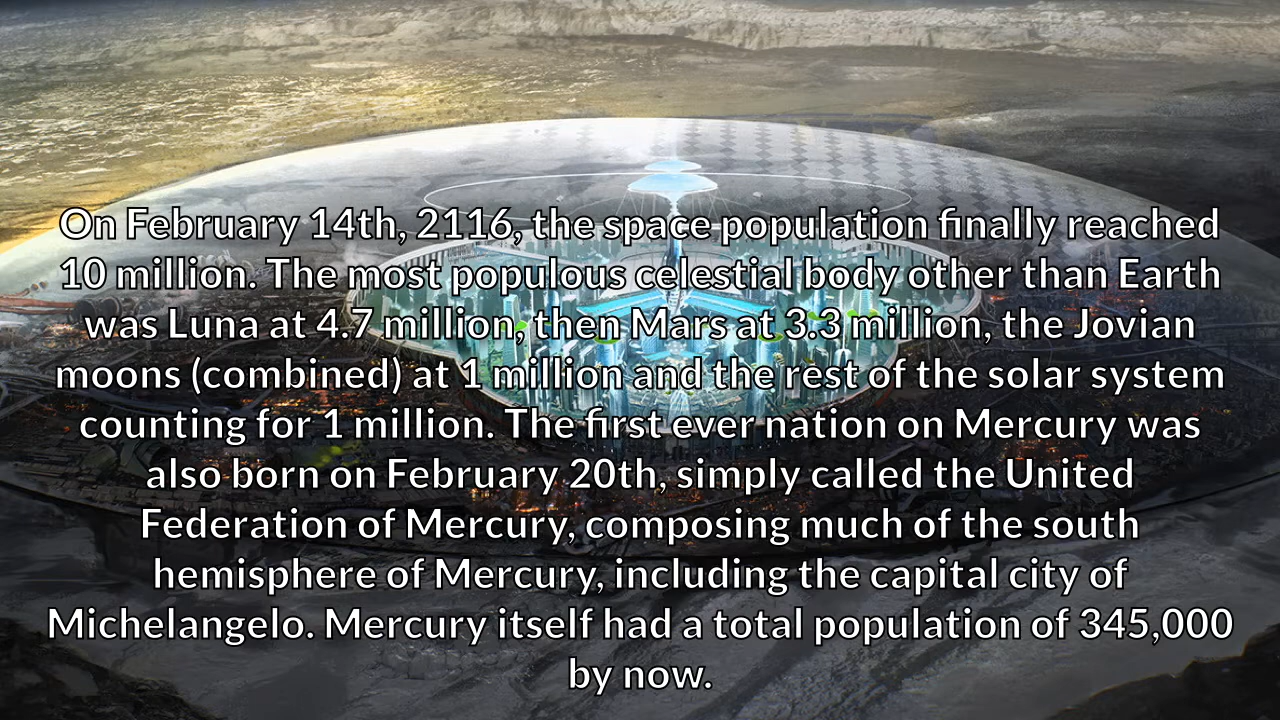 On February 14th, 2116, the space population finally reached
10 million. The most populous celestial body other than Earth
was Luna at 4.7 million, then Mars at 3.3 million, the Jovian
moons (combined) at 1 million and the rest of the solar system
counting for 1 million. The first ever nation on Mercury was
also born on February 20th, simply called the United
Federation of Mercury, composing much of the south
hemisphere of Mercury, including the capital city of
Michelangelo. Mercury itself had a total population of 345,000
by now.